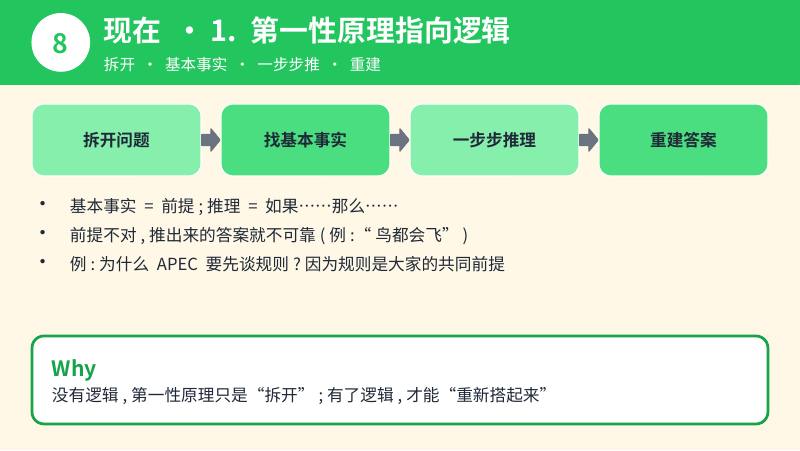 8
现在 · 1. 第一性原理指向逻辑
拆开 · 基本事实 · 一步步推 · 重建
拆开问题
找基本事实
一步步推理
重建答案
• 基本事实 = 前提 ; 推理 = 如果……那么……
• 前提不对 , 推出来的答案就不可靠 ( 例 : “ 鸟都会飞” )
• 例 : 为什么 APEC 要先谈规则 ? 因为规则是大家的共同前提
Why
没有逻辑 , 第一性原理只是“拆开” ; 有了逻辑 , 才能“重新搭起来”